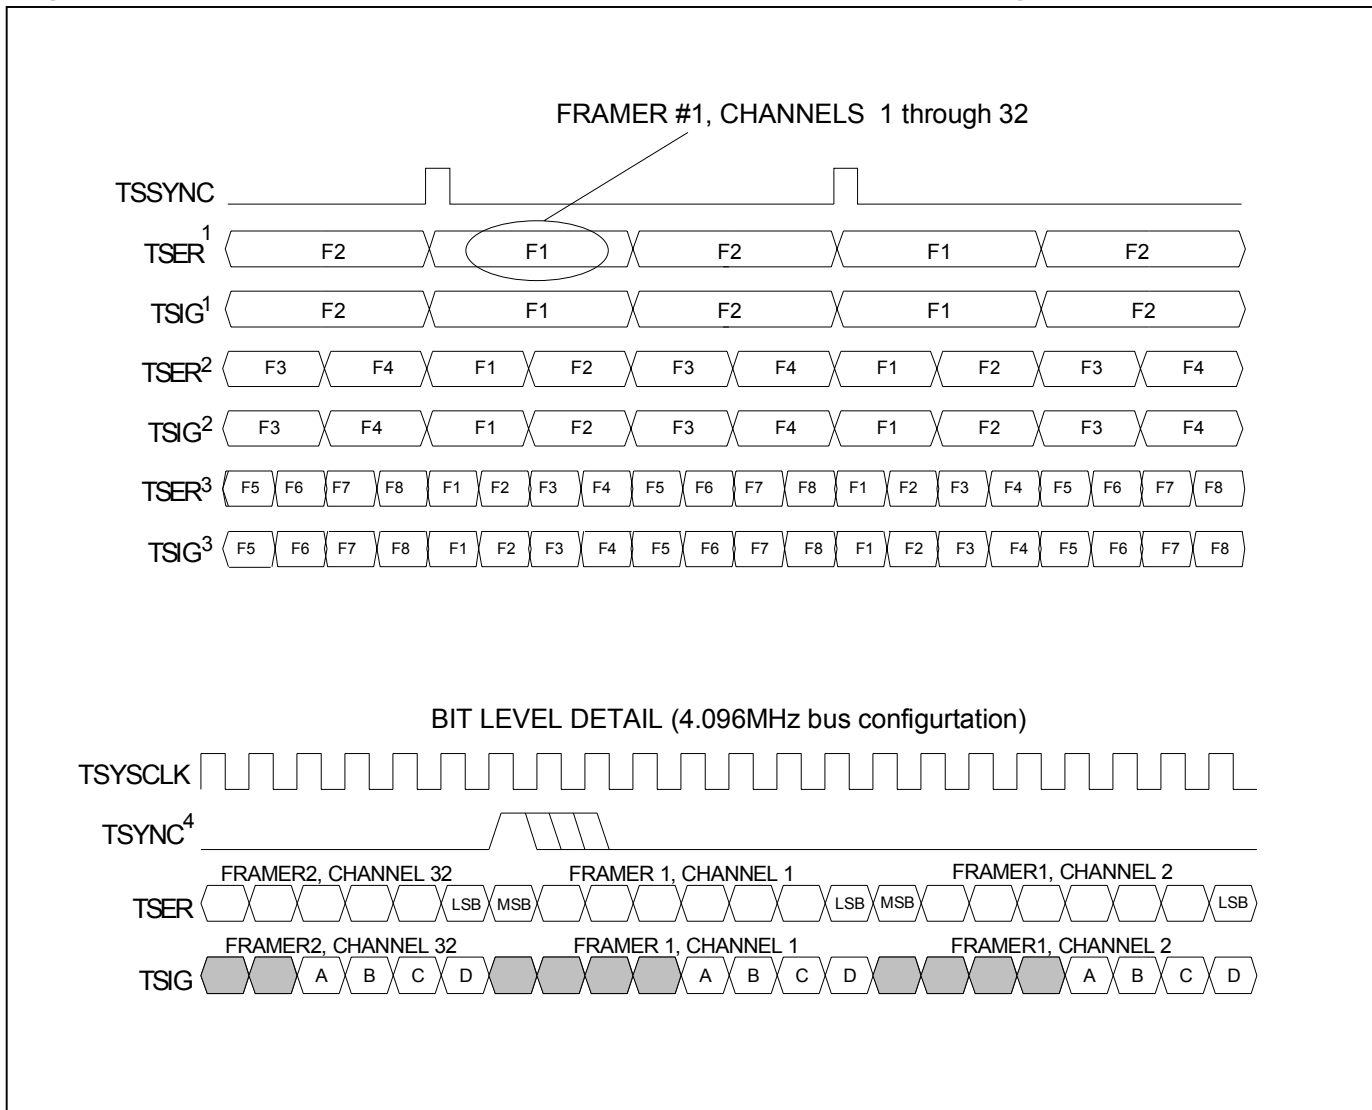 FRAMER #1, CHANNELS 1 through 32
TSSYNC
TSER1 F2 F1 F2 F1 F2
TSIG1 F2 F1 F2 F1 F2
TSER2 F3 F4 F1 F2 F3 F4 F1 F2 F3 F4
TSIG2 F3 F4 F1 F2 F3 F4 F1 F2 F3 F4
TSER3 F5 F6 F7 F8 F1 F2 F3 F4 F5 F6 F7 F8 F1 F2 F3 F4 F5 F6 F7 F8
TSIG3 F5 F6 F7 F8 F1 F2 F3 F4 F5 F6 F7 F8 F1 F2 F3 F4 F5 F6 F7 F8
BIT LEVEL DETAIL (4.096MHz bus configurtation)
TSYSCLK
TSYNC4
FRAMER2, CHANNEL 32 FRAMER 1, CHANNEL 1 FRAMER1, CHANNEL 2
TSER LSB MSB LSB MSB LSB
FRAMER2, CHANNEL 32 FRAMER 1, CHANNEL 1 FRAMER1, CHANNEL 2
TSIG A B C D A B C D A B C D